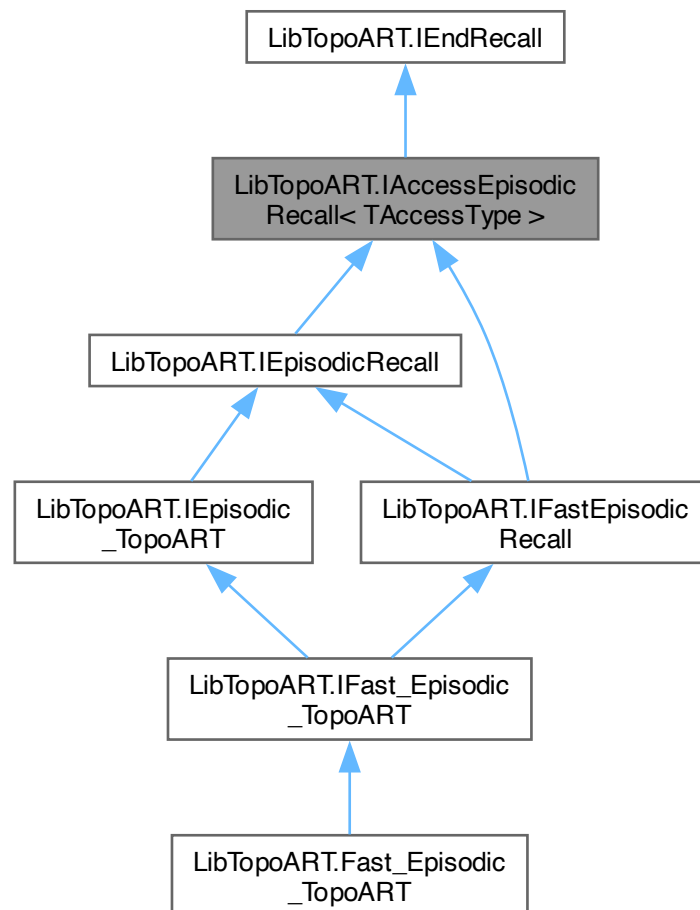 LibTopoART.IEndRecall
LibTopoART.IAccessEpisodic
Recall< TAccessType >
LibTopoART.IEpisodicRecall
LibTopoART.IEpisodic
_TopoART
LibTopoART.IFastEpisodic
Recall
LibTopoART.IFast_Episodic
_TopoART
LibTopoART.Fast_Episodic
_TopoART